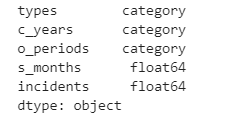 types category
c_years category
o_periods category
s_months float64
incidents float64
dtype: object